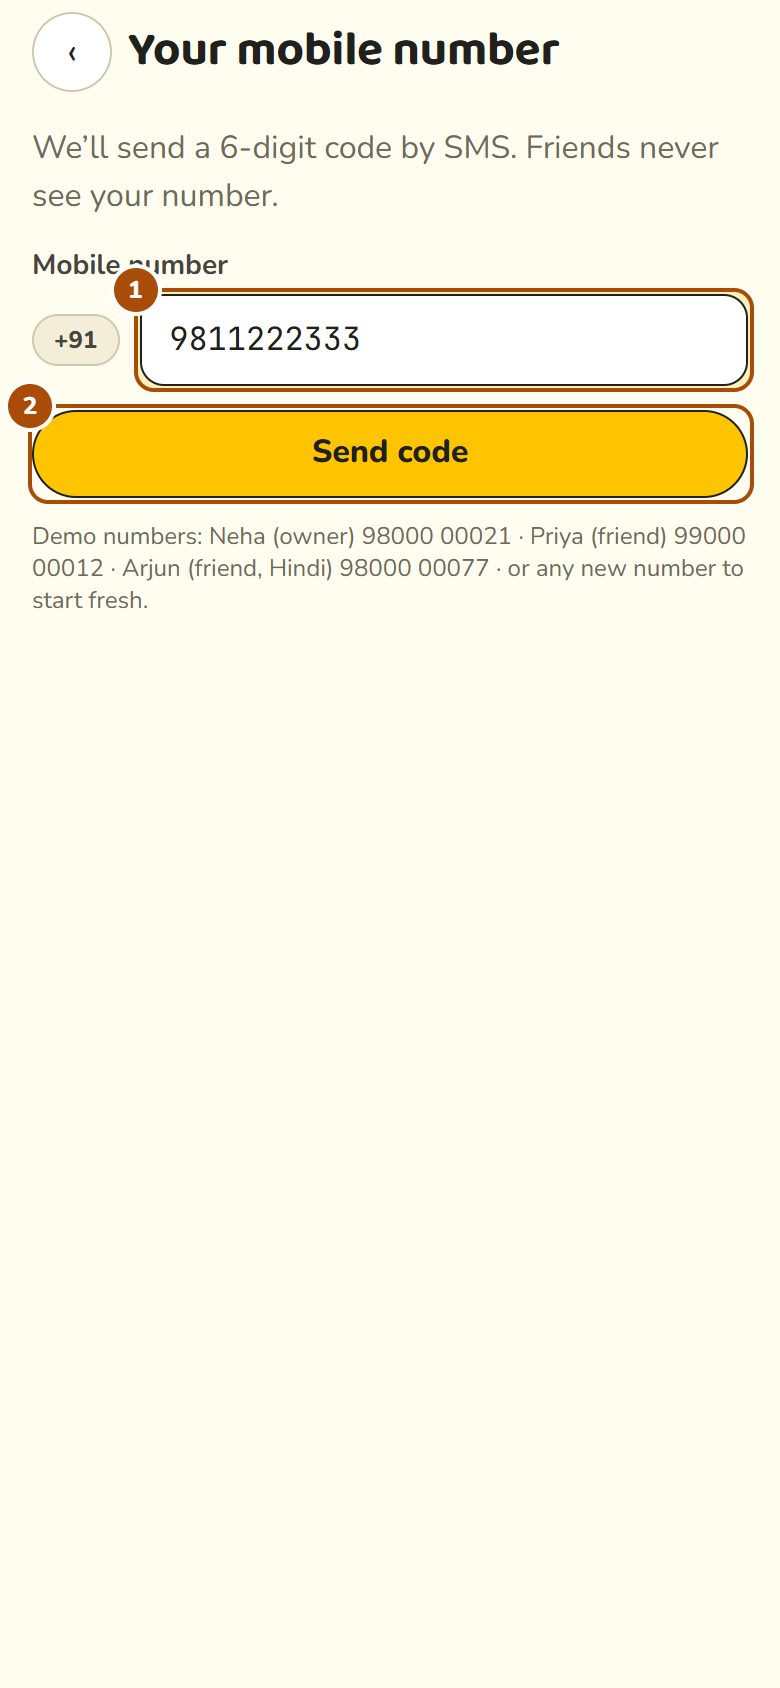 ‹ Your mobile number
We’ll send a 6-digit code by SMS. Friends never
see your number.
Mobile number
1
+91 9811222333
2
Send code
Demo numbers: Neha (owner) 98000 00021 · Priya (friend) 99000
00012 · Arjun (friend, Hindi) 98000 00077 · or any new number to
start fresh.